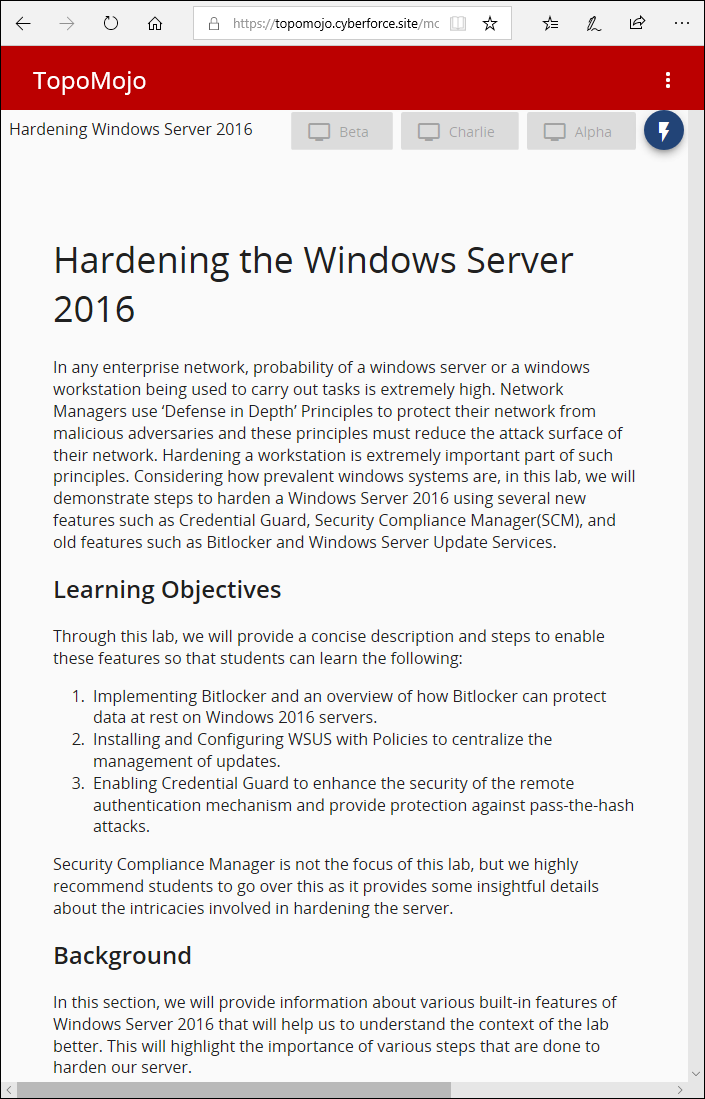 https://topomojo.cyberforce.site/mc
TopoMojo
Hardening Windows Server 2016
Beta
Charlie
Alpha
Hardening the Windows Server
2016
In any enterprise network, probability of a windows server or a windows
workstation being used to carry out tasks is extremely high. Network
Managers use ‘Defense in Depth’ Principles to protect their network from
malicious adversaries and these principles must reduce the attack surface of
their network. Hardening a workstation is extremely important part of such
principles. Considering how prevalent windows systems are, in this lab, we will
demonstrate steps to harden a Windows Server 2016 using several new
features such as Credential Guard, Security Compliance Manager(SCM), and
old features such as Bitlocker and Windows Server Update Services.
Learning Objectives
Through this lab, we will provide a concise description and steps to enable
these features so that students can learn the following:
1. Implementing Bitlocker and an overview of how Bitlocker can protect
data at rest on Windows 2016 servers.
2. Installing and Configuring WSUS with Policies to centralize the
management of updates.
3. Enabling Credential Guard to enhance the security of the remote
authentication mechanism and provide protection against pass-the-hash
attacks.
Security Compliance Manager is not the focus of this lab, but we highly
recommend students to go over this as it provides some insightful details
about the intricacies involved in hardening the server.
Background
In this section, we will provide information about various built-in features of
Windows Server 2016 that will help us to understand the context of the lab
better. This will highlight the importance of various steps that are done to
harden our server.